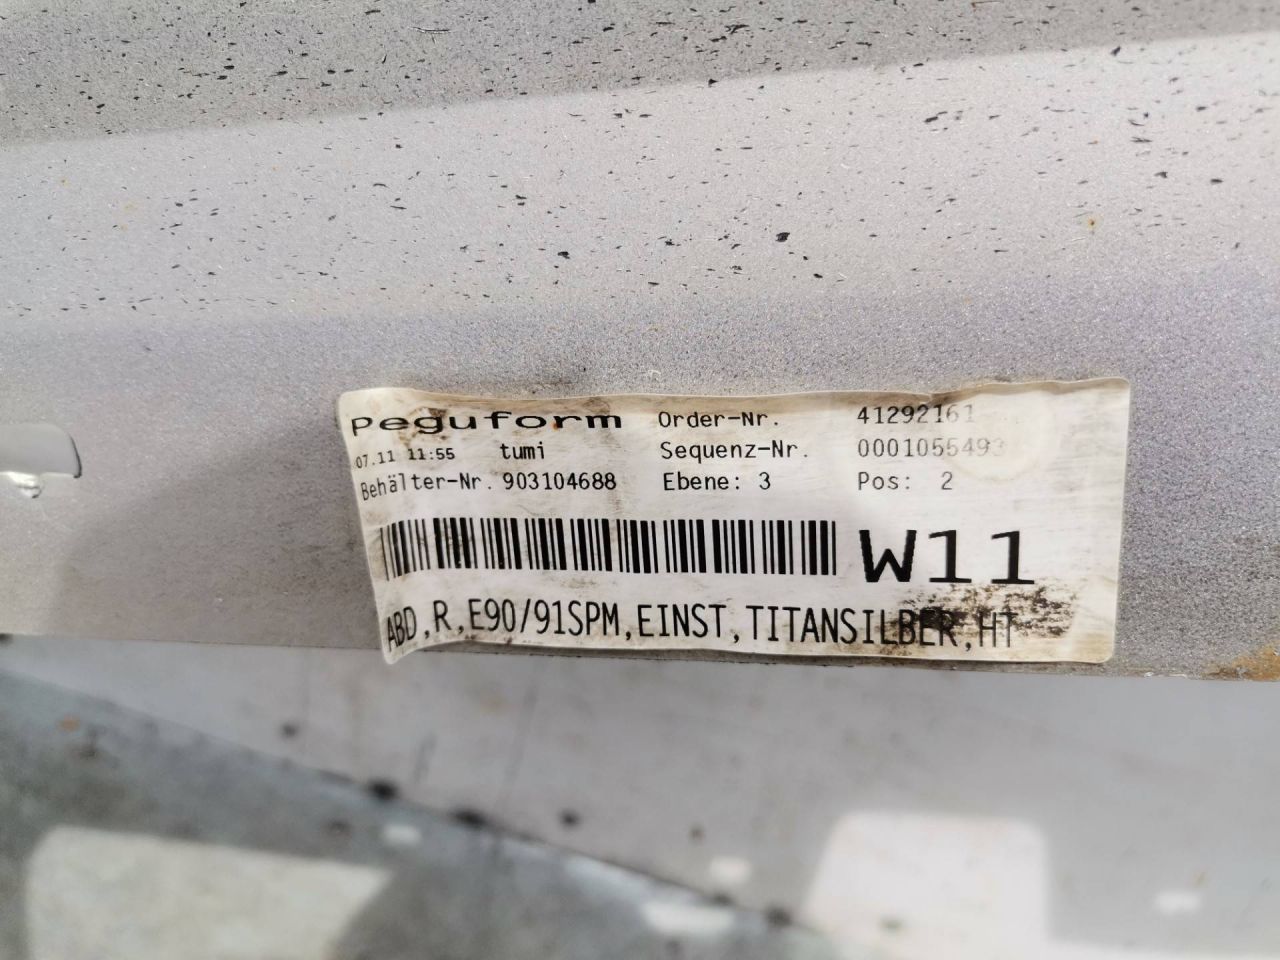 peguform Order-Nr. 41292161
07.11 11:55 tumi Sequenz-Nr. 0001055493
Behälter-Nr. 903104688 Ebene: 3 Pos: 2
W11
ABD,R,E90/91SPM,EINST,TITANSILBER,HT